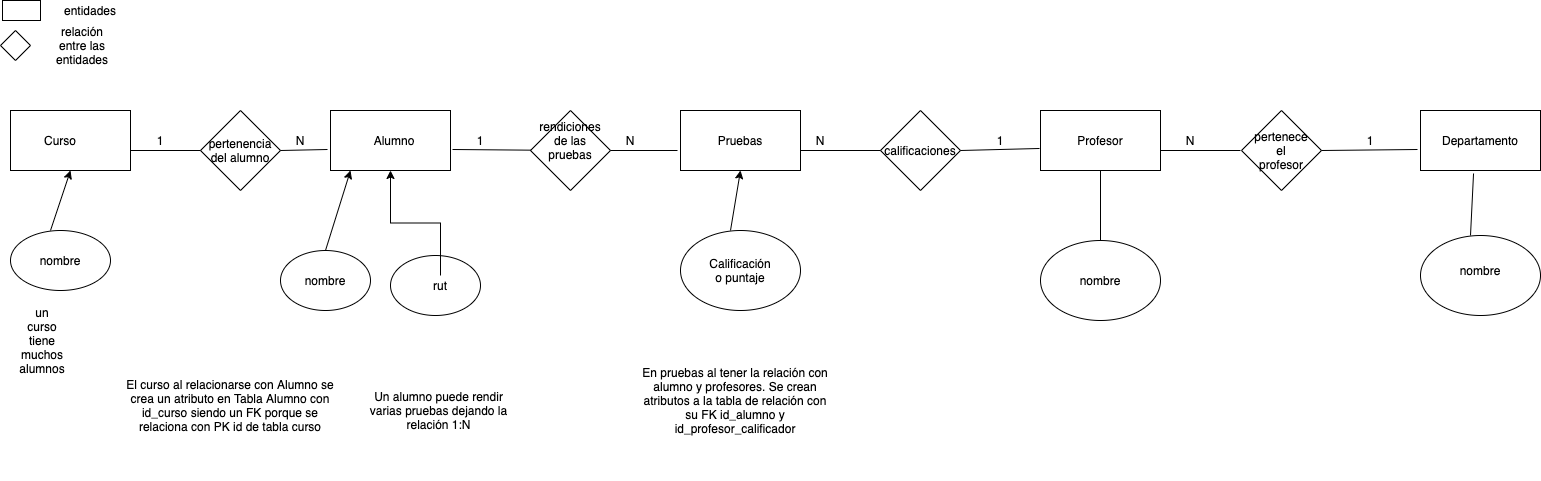 entidades
relación
entre las
entidades
Curso
1
pertenencia
del alumno
N
Alumno
1
rendiciones
de las
pruebas
N
Pruebas
N
calificaciones
1
Profesor
N
pertenece
el
profesor
1
Departamento
nombre
nombre
rut
Calificación
o puntaje
nombre
nombre
un
curso
tiene
muchos
alumnos
El curso al relacionarse con Alumno se
crea un atributo en Tabla Alumno con
id_curso siendo un FK porque se
relaciona con PK id de tabla curso
Un alumno puede rendir
varias pruebas dejando la
relación 1:N
En pruebas al tener la relación con
alumno y profesores. Se crean
atributos a la tabla de relación con
su FK id_alumno y
id_profesor_calificador